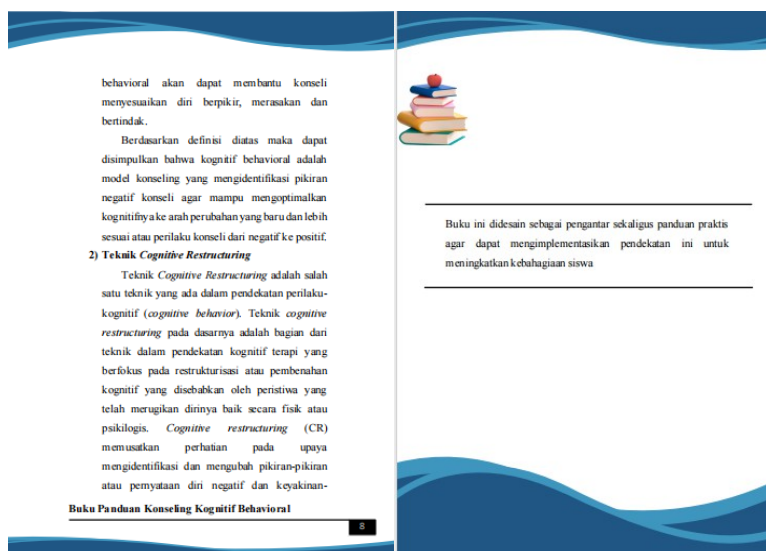 behavioral akan dapat membantu konseli
menyesuaikan diri berpikir, merasakan dan
bertindak.
Berdasarkan definisi diatas maka dapat
disimpulkan bahwa kognitif behavioral adalah
model konseling yang mengidentifikasi pikiran
negatif konseli agar mampu mengoptimalkan
kognitifnya ke arah perubahan yang baru dan lebih
sesuai atau perilaku konseli dari negatif ke positif.
2) Teknik Cognitive Restructuring
Teknik Cognitive Restructuring adalah salah
satu teknik yang ada dalam pendekatan perilaku-
kognitif (cognitive behavior). Teknik cognitive
restructuring pada dasarnya adalah bagian dari
teknik dalam pendekatan kognitif terapi yang
berfokus pada restrukturisasi atau pembenahan
kognitif yang disebabkan oleh peristiwa yang
telah merugikan dirinya baik secara fisik atau
psikilogis. Cognitive restructuring (CR)
memusatkan perhatian pada upaya
mengidentifikasi dan mengubah pikiran-pikiran
atau pernyataan diri negatif dan keyakinan-
Buku Panduan Konseling Kognitif Behavioral
8
Buku ini didesain sebagai pengantar sekaligus panduan praktis
agar dapat mengimplementasikan pendekatan ini untuk
meningkatkan kebahagiaan siswa